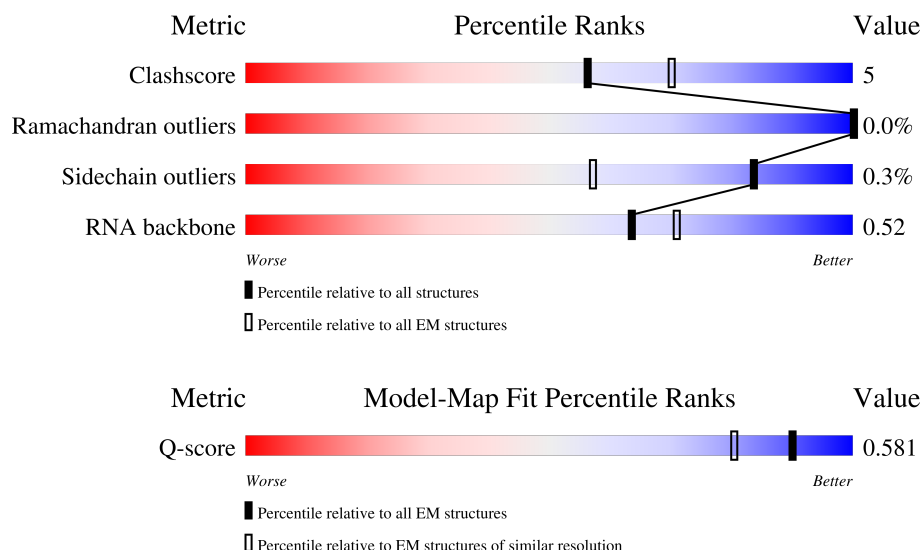 Metric Percentile Ranks Value
Clashscore 5
Ramachandran outliers 0.0%
Sidechain outliers 0.3%
RNA backbone 0.52
Worse Better
Percentile relative to all structures
Percentile relative to all EM structures
Metric Model-Map Fit Percentile Ranks Value
Q-score 0.581
Worse Better
Percentile relative to all EM structures
Percentile relative to EM structures of similar resolution